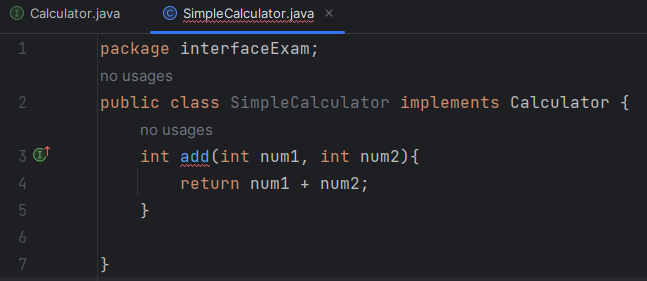 Calculator.java SimpleCalculator.java
1 package interfaceExam;
no usages
2 public class SimpleCalculator implements Calculator {
no usages
3 int add(int num1, int num2){
4 return num1 + num2;
5 }
6
7 }